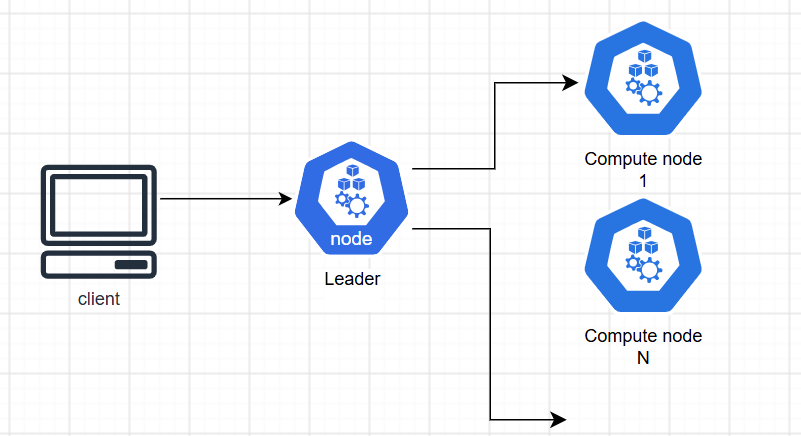 client
node
Leader
Compute node
1
Compute node
N